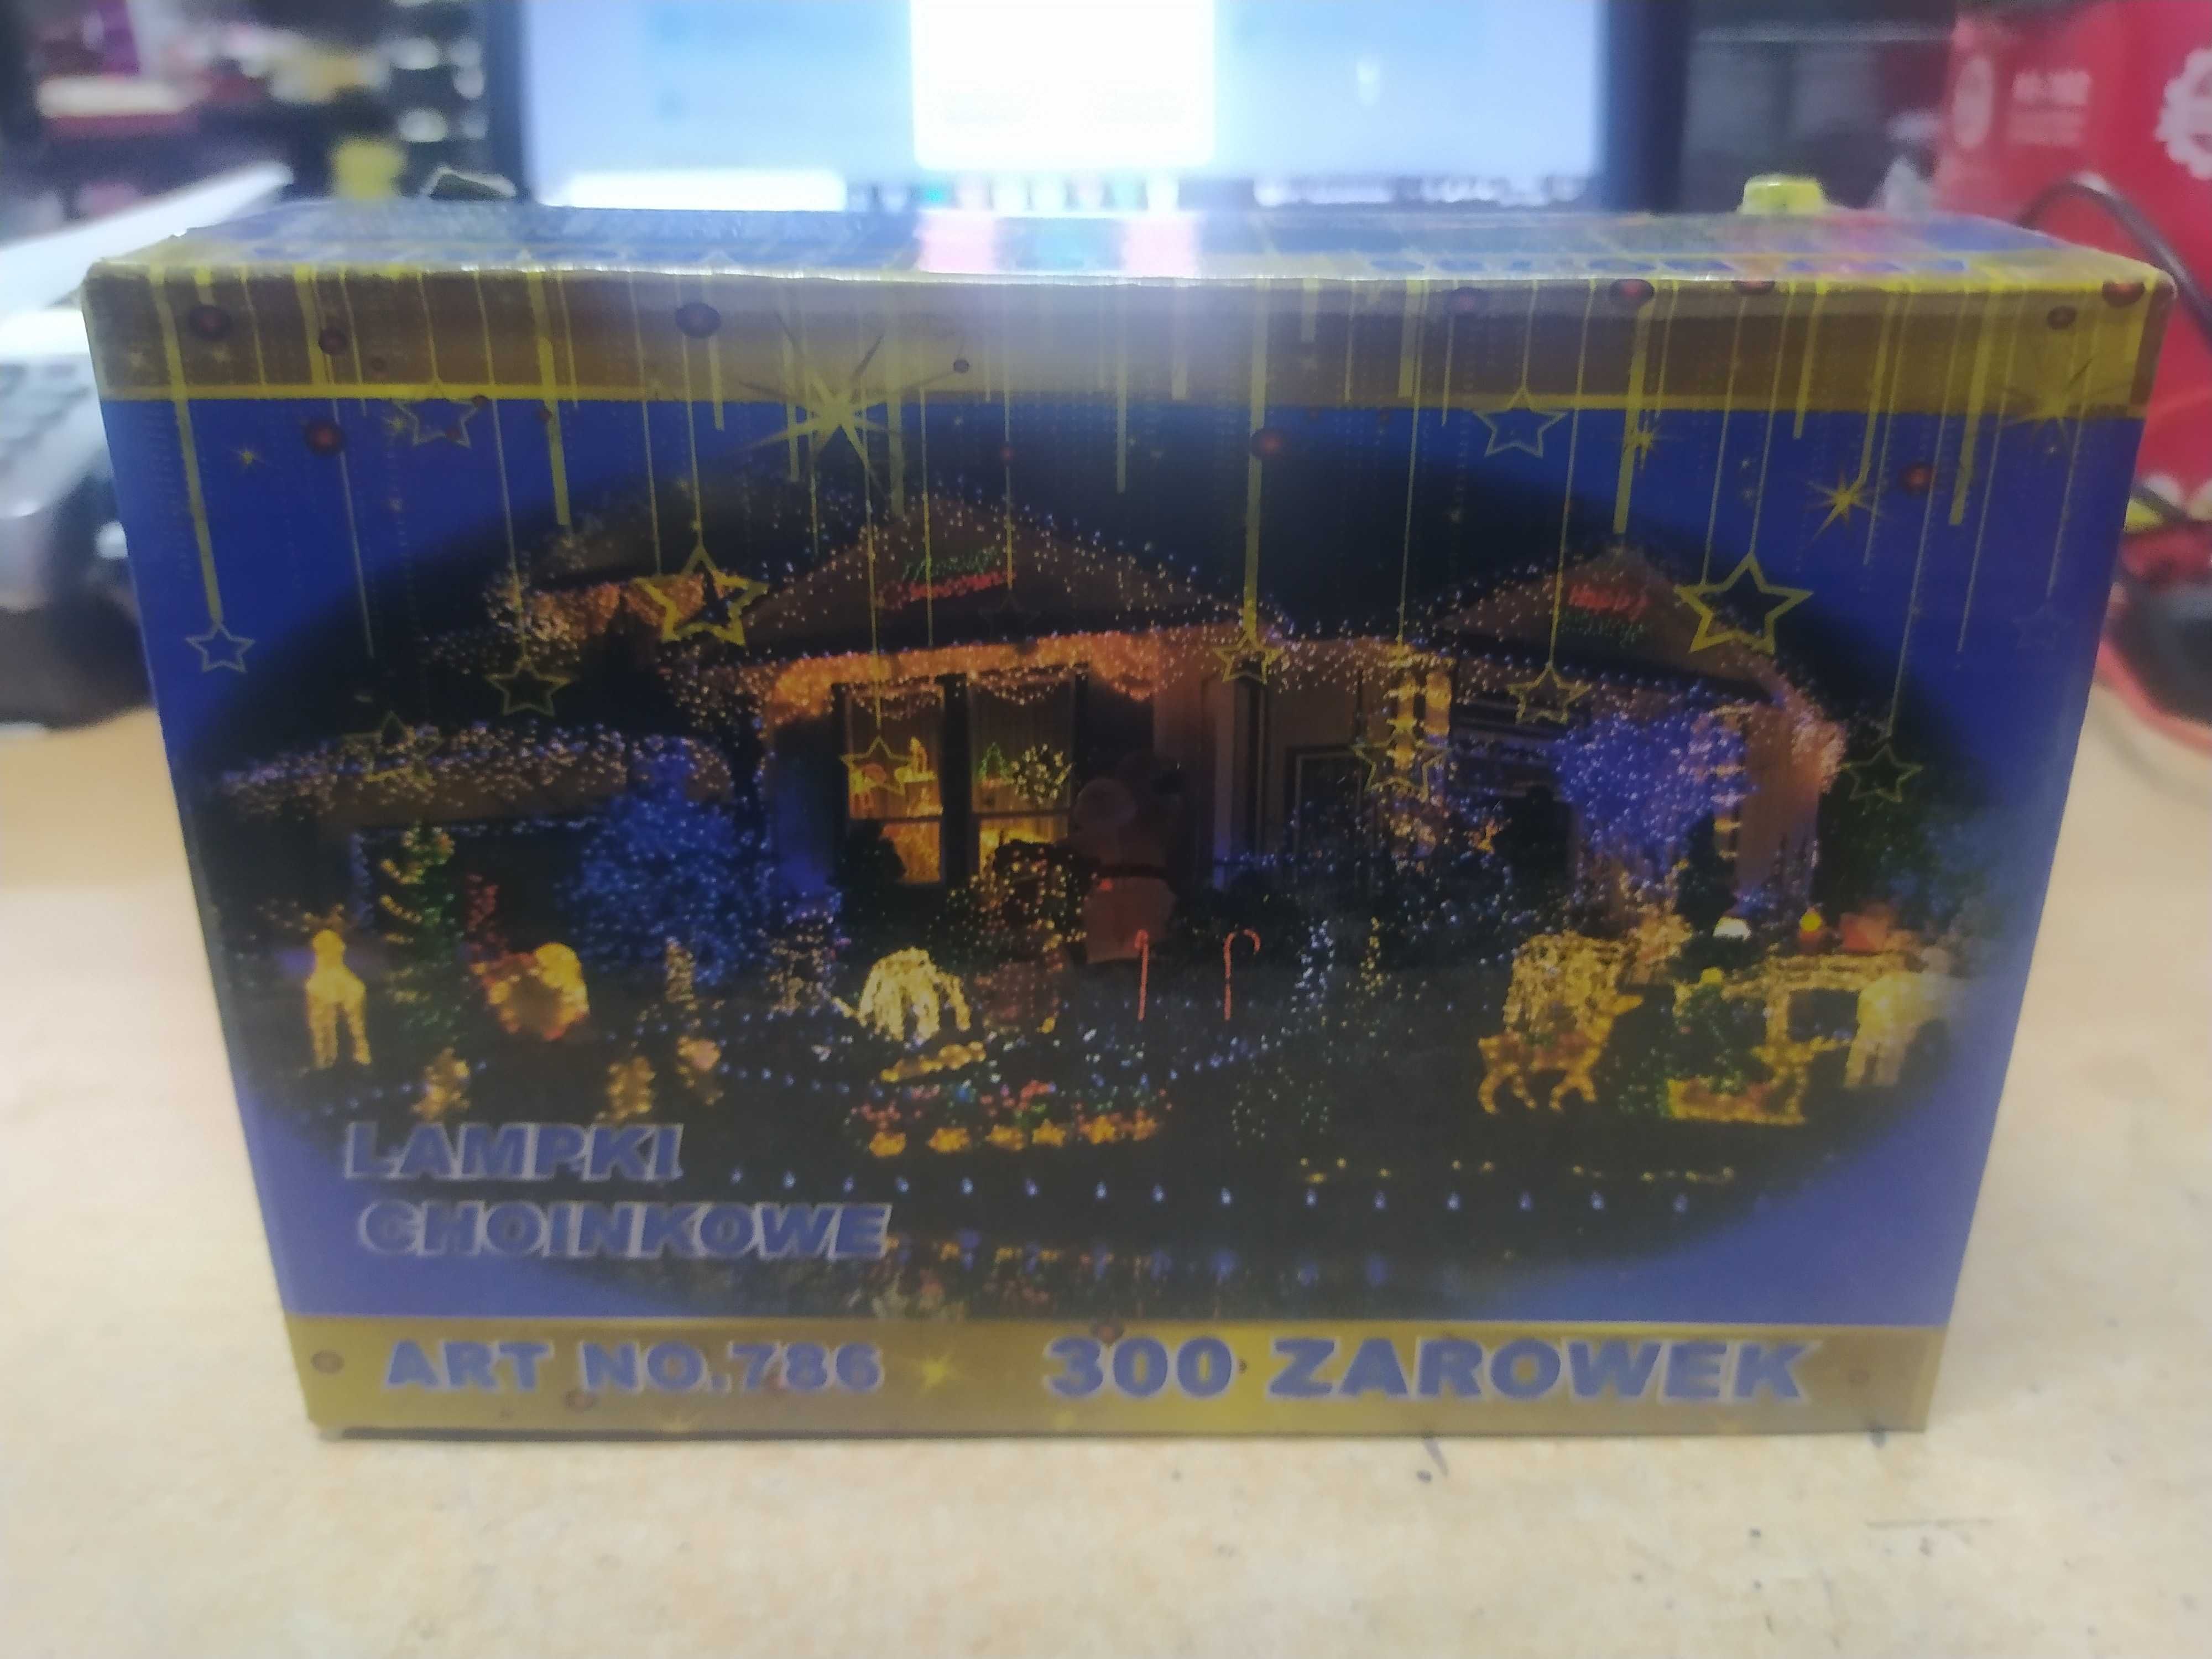 LAMPKI
CHOINKOWE
ART NO.786
300 ZAROWEK